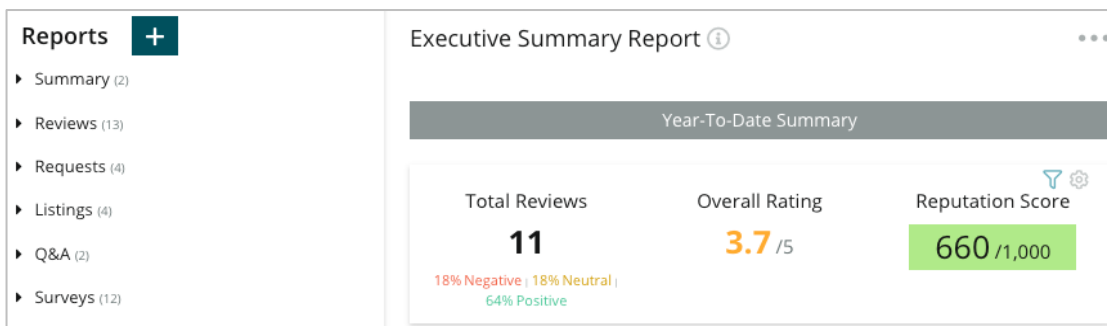 Reports +
Summary (2)
Reviews (13)
Requests (4)
Listings (4)
Q&A (2)
Surveys (12)
Executive Summary Report
Year-To-Date Summary
Total Reviews
11
18% Negative | 18% Neutral |
64% Positive
Overall Rating
3.7 /5
Reputation Score
660 /1,000